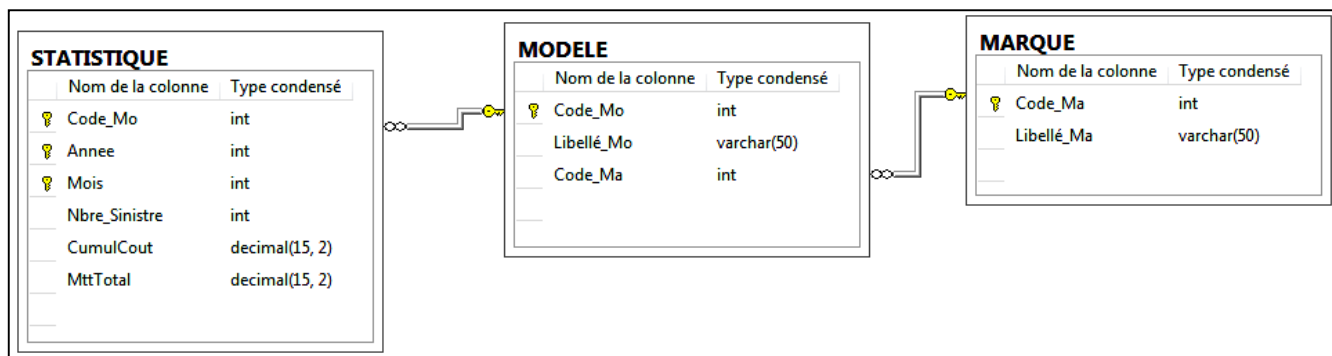 STATISTIQUE
Nom de la colonne Type condensé
Code_Mo int
Annee int
Mois int
Nbre_Sinistre int
CumulCout decimal(15, 2)
MttTotal decimal(15, 2)
MODELE
Nom de la colonne Type condensé
Code_Mo int
Libellé_Mo varchar(50)
Code_Ma int
MARQUE
Nom de la colonne Type condensé
Code_Ma int
Libellé_Ma varchar(50)